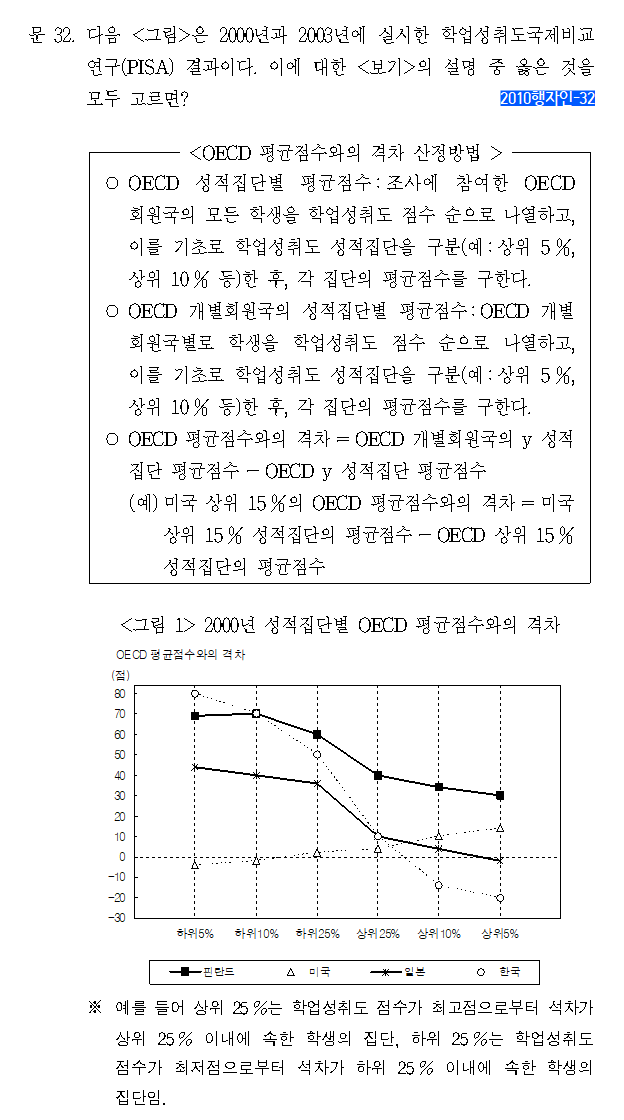 문 32. 다음 <그림>은 2000년과 2003년에 실시한 학업성취도국제비교
연구(PISA) 결과이다. 이에 대한 <보기>의 설명 중 옳은 것을
모두 고르면?
2010행자인-32
<OECD 평균점수와의 격차 산정방법 >
○ OECD 성적집단별 평균점수 : 조사에 참여한 OECD
회원국의 모든 학생을 학업성취도 점수 순으로 나열하고,
이를 기초로 학업성취도 성적집단을 구분(예 : 상위 5%,
상위 10% 등)한 후, 각 집단의 평균점수를 구한다.
○ OECD 개별회원국의 성적집단별 평균점수 : OECD 개별
회원국별로 학생을 학업성취도 점수 순으로 나열하고,
이를 기초로 학업성취도 성적집단을 구분(예 : 상위 5%,
상위 10% 등)한 후, 각 집단의 평균점수를 구한다.
○ OECD 평균점수와의 격차 = OECD 개별회원국의 y 성적
집단 평균점수 - OECD y 성적집단 평균점수
(예) 미국 상위 15%의 OECD 평균점수와의 격차 = 미국
상위 15% 성적집단의 평균점수 - OECD 상위 15%
성적집단의 평균점수
<그림 1> 2000년 성적집단별 OECD 평균점수와의 격차
OECD 평균점수와의 격차
(점)
80
70
60
50
40
30
20
10
0
-10
-20
-30
하위5% 하위10% 하위25% 상위25% 상위10% 상위5%
핀란드 미국 일본 한국
※ 예를 들어 상위 25%는 학업성취도 점수가 최고점으로부터 석차가
상위 25% 이내에 속한 학생의 집단, 하위 25%는 학업성취도
점수가 최저점으로부터 석차가 하위 25% 이내에 속한 학생의
집단임.